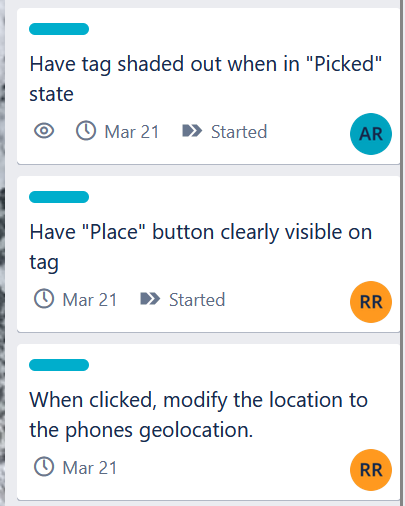 Have tag shaded out when in "Picked"
state
Mar 21 Started AR
Have "Place" button clearly visible on
tag
Mar 21 Started RR
When clicked, modify the location to
the phones geolocation.
Mar 21 RR